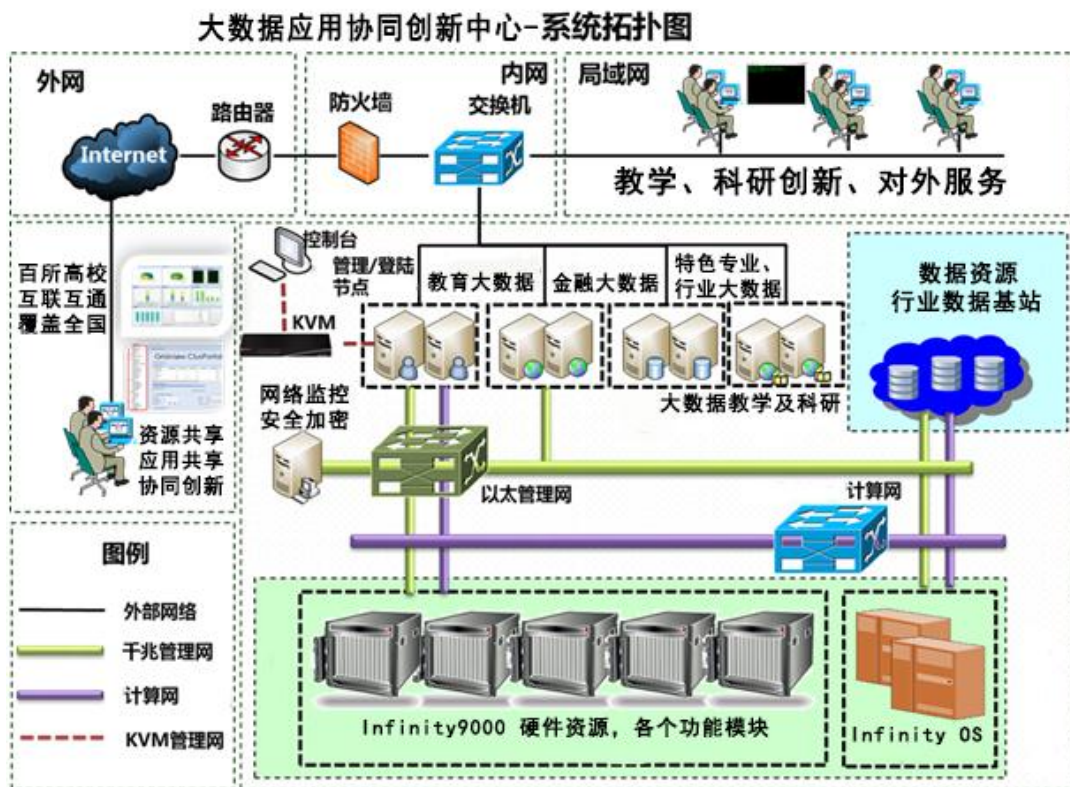 大数据应用协同创新中心-系统拓扑图
外网
内网
局域网
路由器
防火墙
交换机
Internet
教学、科研创新、对外服务
百所高校
互联互通
覆盖全国
资源共享
应用共享
协同创新
控制台
管理/登陆
节点
KVM
教育大数据
金融大数据
特色专业、
行业大数据
数据资源
行业数据基站
网络监控
安全加密
大数据教学及科研
以太管理网
计算网
图例
外部网络
千兆管理网
计算网
KVM管理网
Infinity9000 硬件资源，各个功能模块
Infinity OS